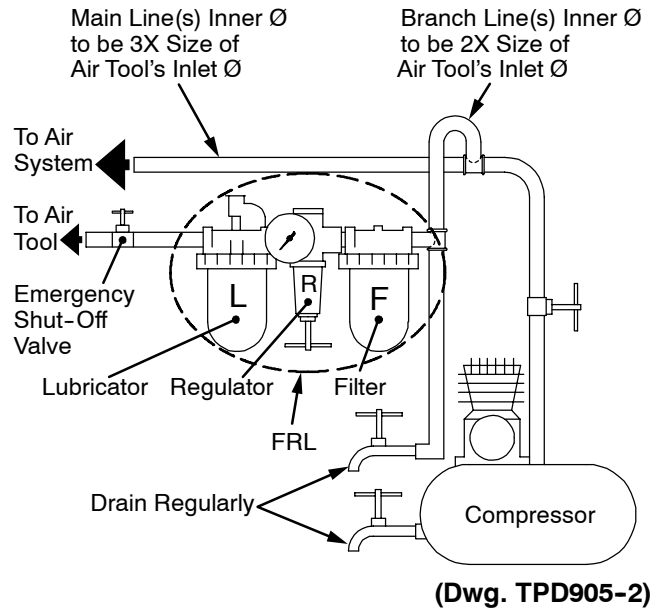 Main Line(s) Inner Ø
to be 3X Size of
Air Tool's Inlet Ø
Branch Line(s) Inner Ø
to be 2X Size of
Air Tool's Inlet Ø
To Air
System
To Air
Tool
L
R
F
Emergency
Shut-Off
Valve
Lubricator
Regulator
Filter
FRL
Drain Regularly
Compressor
(Dwg. TPD905-2)